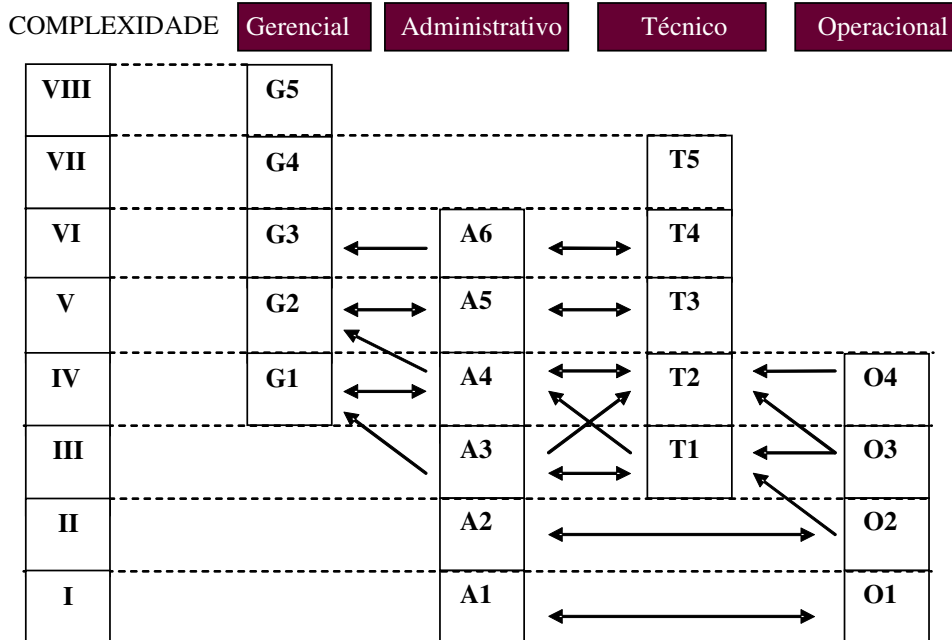 COMPLEXIDADE Gerencial Administrativo Técnico Operacional
VIII G5
VII G4 T5
VI G3 A6 T4
V G2 A5 T3
IV G1 A4 T2 O4
III A3 T1 O3
II A2 O2
I A1 O1